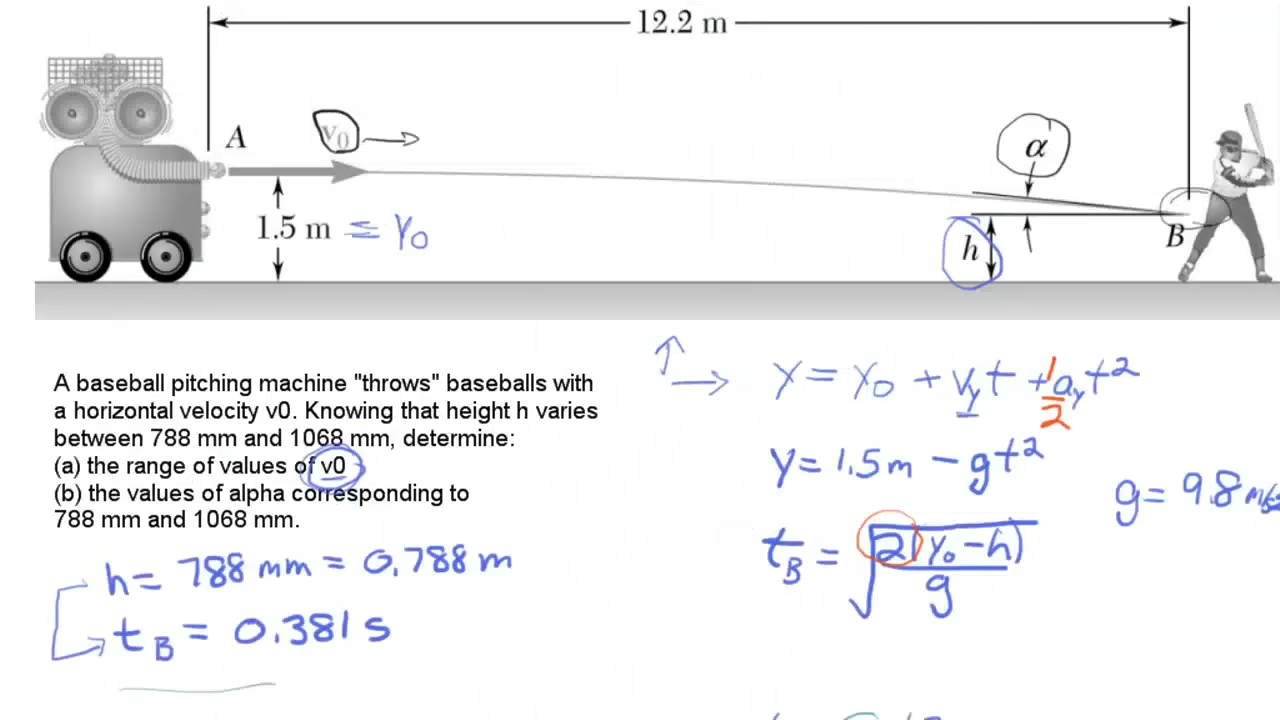 12.2 m
A
v0
α
1.5 m = Y0
h
B
A baseball pitching machine "throws" baseballs with
a horizontal velocity v0. Knowing that height h varies
between 788 mm and 1068 mm, determine:
(a) the range of values of v0
(b) the values of alpha corresponding to
788 mm and 1068 mm.
h = 788 mm = 0.788 m
tB = 0.381 s
y = y0 + vyt + 1/2 ayt²
y = 1.5m - gt²
g = 9.8 m/s2
tB = √(2(y0 - h)/g)